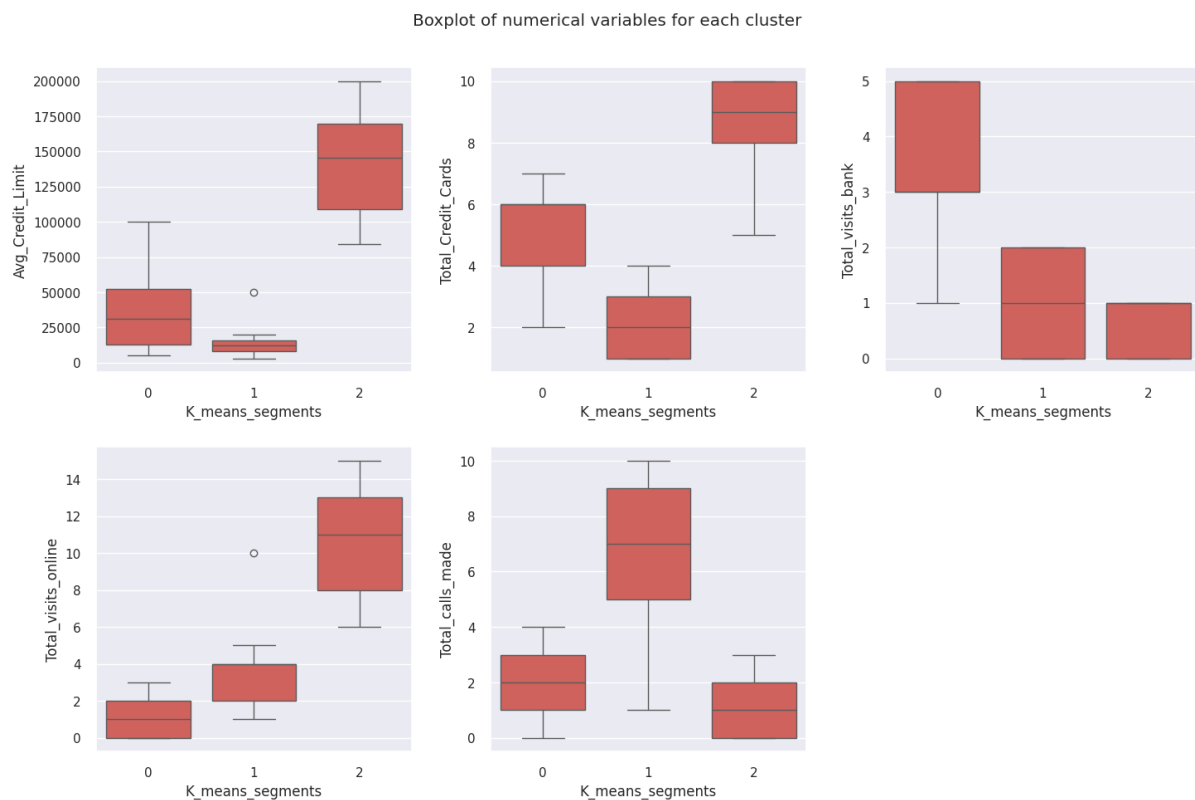 Boxplot of numerical variables for each cluster
Avg_Credit_Limit
200000
175000
150000
125000
100000
75000
50000
25000
0
0 1 2
K_means_segments
Total_Credit_Cards
10
8
6
4
2
0 1 2
K_means_segments
Total_visits_bank
5
4
3
2
1
0
0 1 2
K_means_segments
Total_visits_online
14
12
10
8
6
4
2
0
0 1 2
K_means_segments
Total_calls_made
10
8
6
4
2
0
0 1 2
K_means_segments